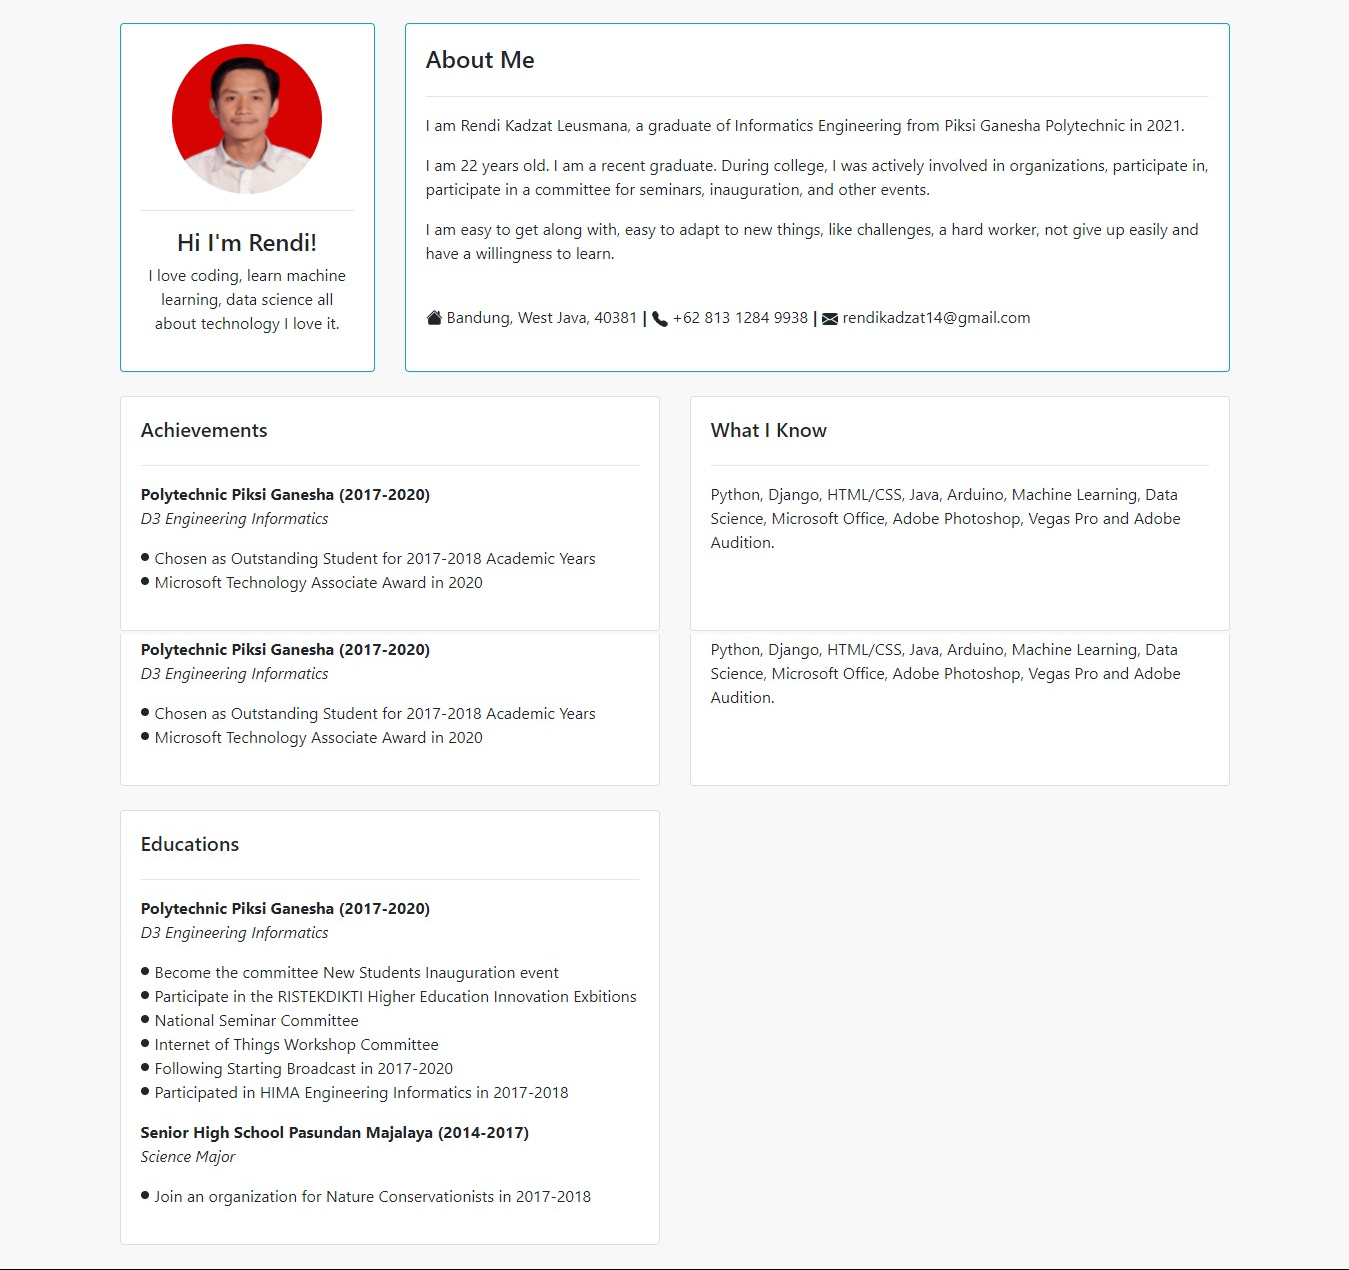 Hi I'm Rendi!
I love coding, learn machine
learning, data science all
about technology I love it.
About Me
I am Rendi Kadzat Leusmana, a graduate of Informatics Engineering from Piksi Ganesha Polytechnic in 2021.
I am 22 years old. I am a recent graduate. During college, I was actively involved in organizations, participate in,
participate in a committee for seminars, inauguration, and other events.
I am easy to get along with, easy to adapt to new things, like challenges, a hard worker, not give up easily and
have a willingness to learn.
Bandung, West Java, 40381 | +62 813 1284 9938 | rendikadzat14@gmail.com
Achievements
Polytechnic Piksi Ganesha (2017-2020)
D3 Engineering Informatics
• Chosen as Outstanding Student for 2017-2018 Academic Years
• Microsoft Technology Associate Award in 2020
Polytechnic Piksi Ganesha (2017-2020)
D3 Engineering Informatics
• Chosen as Outstanding Student for 2017-2018 Academic Years
• Microsoft Technology Associate Award in 2020
What I Know
Python, Django, HTML/CSS, Java, Arduino, Machine Learning, Data
Science, Microsoft Office, Adobe Photoshop, Vegas Pro and Adobe
Audition.
Python, Django, HTML/CSS, Java, Arduino, Machine Learning, Data
Science, Microsoft Office, Adobe Photoshop, Vegas Pro and Adobe
Audition.
Educations
Polytechnic Piksi Ganesha (2017-2020)
D3 Engineering Informatics
• Become the committee New Students Inauguration event
• Participate in the RISTEKDIKTI Higher Education Innovation Exbitions
• National Seminar Committee
• Internet of Things Workshop Committee
• Following Starting Broadcast in 2017-2020
• Participated in HIMA Engineering Informatics in 2017-2018
Senior High School Pasundan Majalaya (2014-2017)
Science Major
• Join an organization for Nature Conservationists in 2017-2018